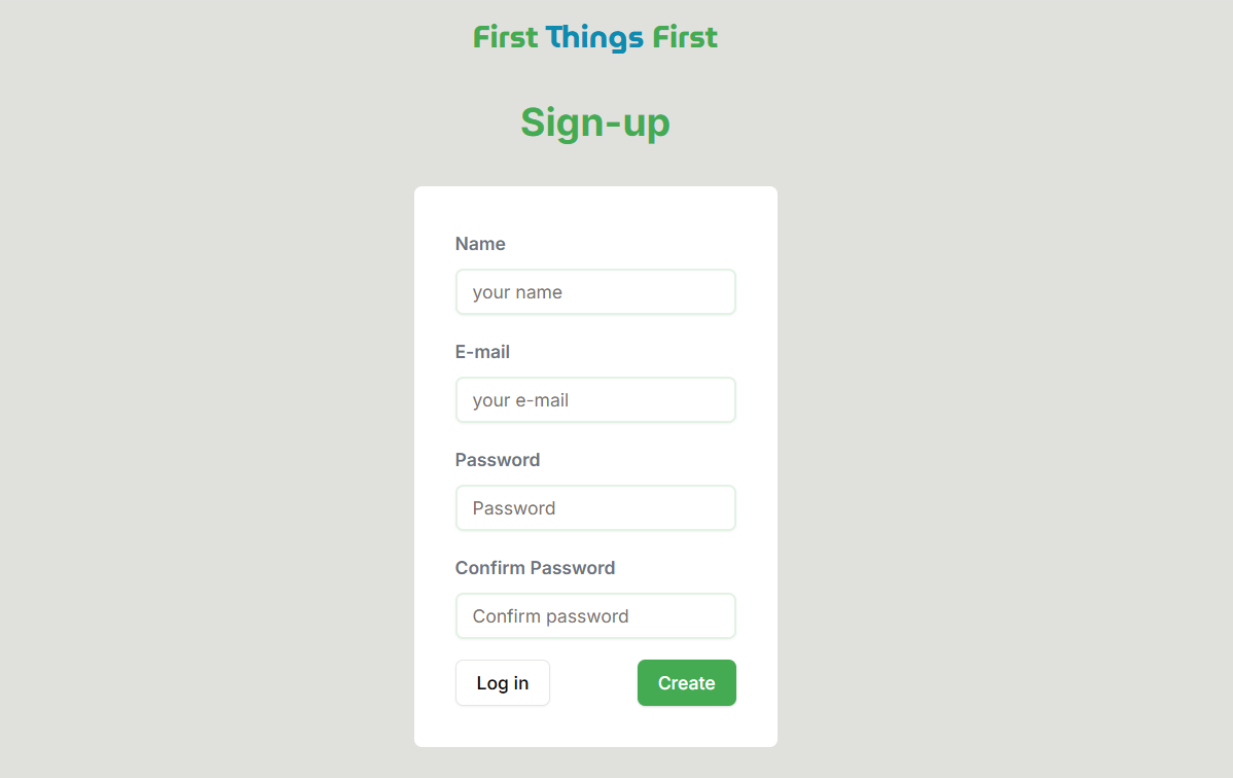 First Things First
Sign-up
Name
your name
E-mail
your e-mail
Password
Password
Confirm Password
Confirm password
Log in
Create